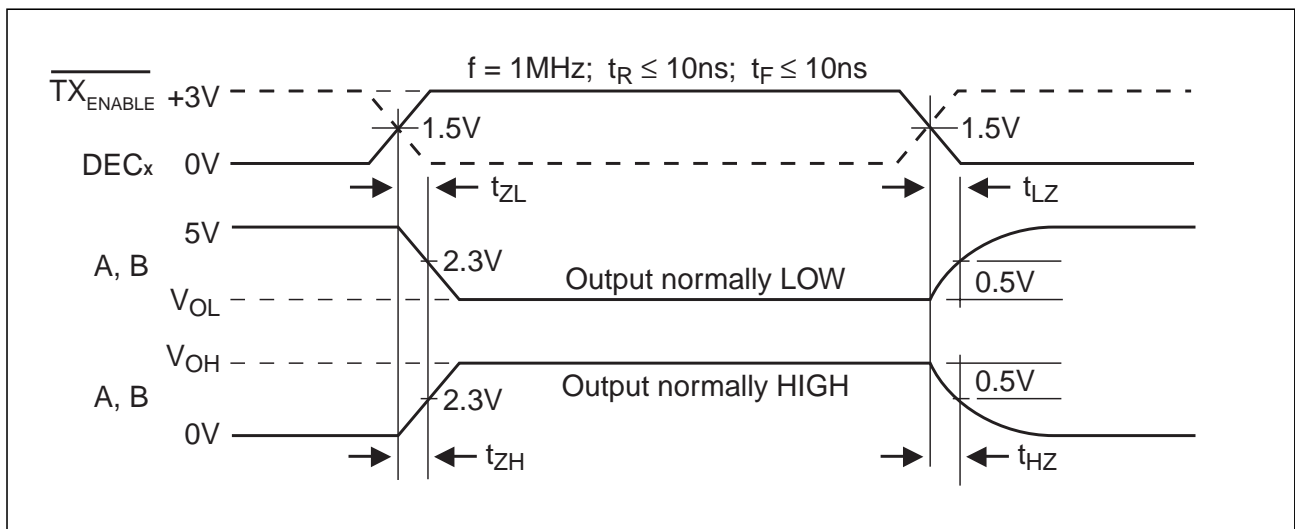 f = 1MHz; tR ≤ 10ns; tF ≤ 10ns
TXENABLE +3V
1.5V 1.5V
DECx 0V
tZL tLZ
5V
A, B 2.3V Output normally LOW 0.5V
VOL
VOH
A, B 2.3V Output normally HIGH 0.5V
0V
tZH tHZ